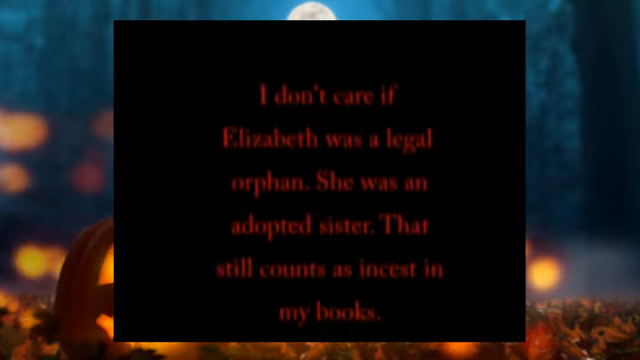 I don't care if
Elizabeth was a legal
orphan. She was an
adopted sister. That
still counts as incest in
my books.